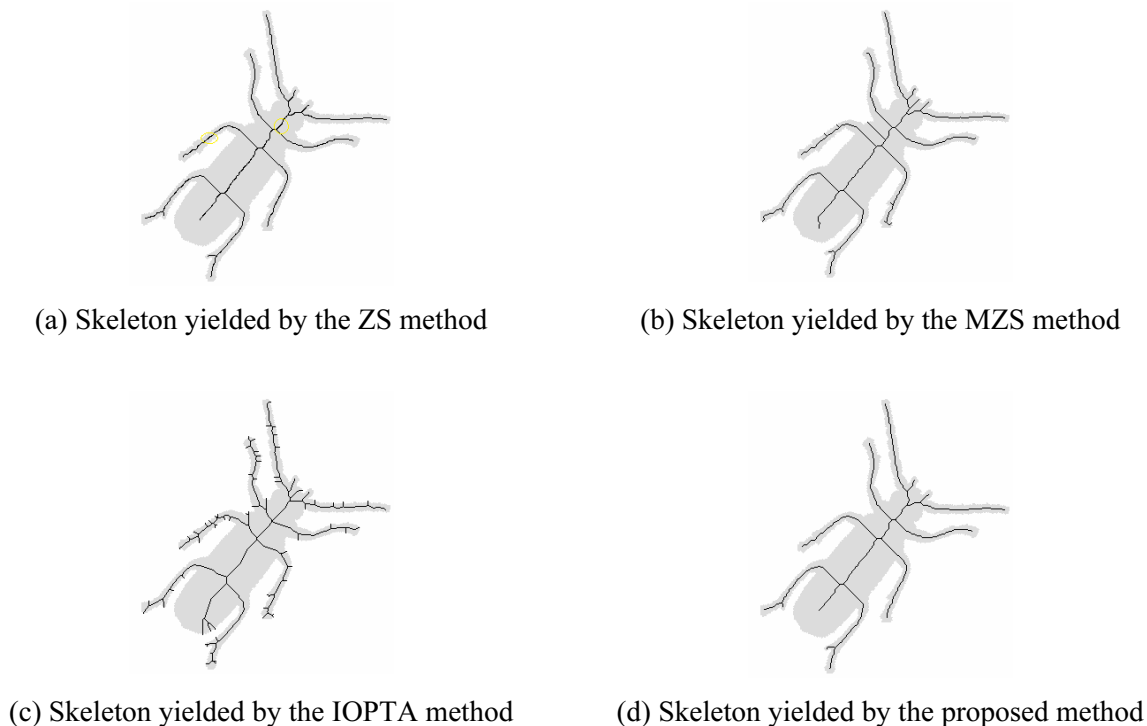 (a) Skeleton yielded by the ZS method
(b) Skeleton yielded by the MZS method
(c) Skeleton yielded by the IOPTA method
(d) Skeleton yielded by the proposed method